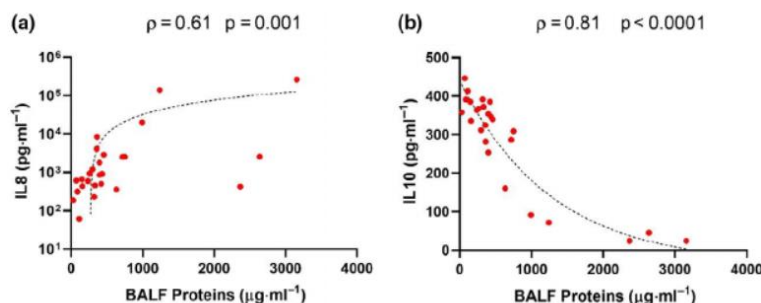 (a)
ρ = 0.61 p = 0.001
IL8 (pg·ml⁻¹)
10⁶
10⁵
10⁴
10³
10²
10¹
0 1000 2000 3000 4000
BALF Proteins (μg·ml⁻¹)
(b)
ρ = 0.81 p < 0.0001
IL10 (pg·ml⁻¹)
500
400
300
200
100
0
0 1000 2000 3000 4000
BALF Proteins (μg·ml⁻¹)